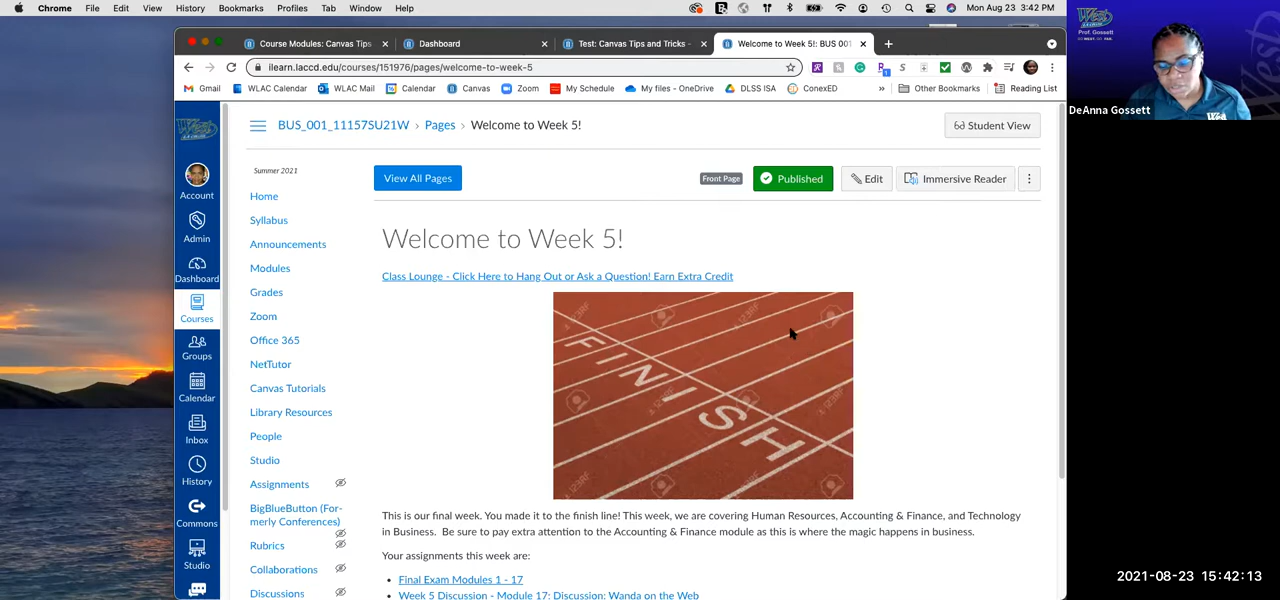 Chrome File Edit View History Bookmarks Profiles Tab Window Help
Mon Aug 23 3:42 PM
Course Modules: Canvas Tips
Dashboard
Test: Canvas Tips and Tricks -
Welcome to Week 5!: BUS 001
ilearn.laccd.edu/courses/151976/pages/welcome-to-week-5
Gmail WLAC Calendar WLAC Mail Calendar Canvas Zoom My Schedule My files - OneDrive DLSS ISA ConexED » Other Bookmarks Reading List
West
Prof. Gossett
GO WEST. GO FAR.
DeAnna Gossett
BUS_001_11157SU21W › Pages › Welcome to Week 5!
Student View
Account
Admin
Dashboard
Courses
Groups
Calendar
Inbox
History
Commons
Studio
Summer 2021
Home
Syllabus
Announcements
Modules
Grades
Zoom
Office 365
NetTutor
Canvas Tutorials
Library Resources
People
Studio
Assignments
BigBlueButton (For-
merly Conferences)
Rubrics
Collaborations
Discussions
View All Pages
Front Page
Published
Edit
Immersive Reader
Welcome to Week 5!
Class Lounge - Click Here to Hang Out or Ask a Question! Earn Extra Credit
FINISH
This is our final week. You made it to the finish line! This week, we are covering Human Resources, Accounting & Finance, and Technology
in Business. Be sure to pay extra attention to the Accounting & Finance module as this is where the magic happens in business.
Your assignments this week are:
Final Exam Modules 1 - 17
Week 5 Discussion - Module 17: Discussion: Wanda on the Web
2021-08-23 15:42:13